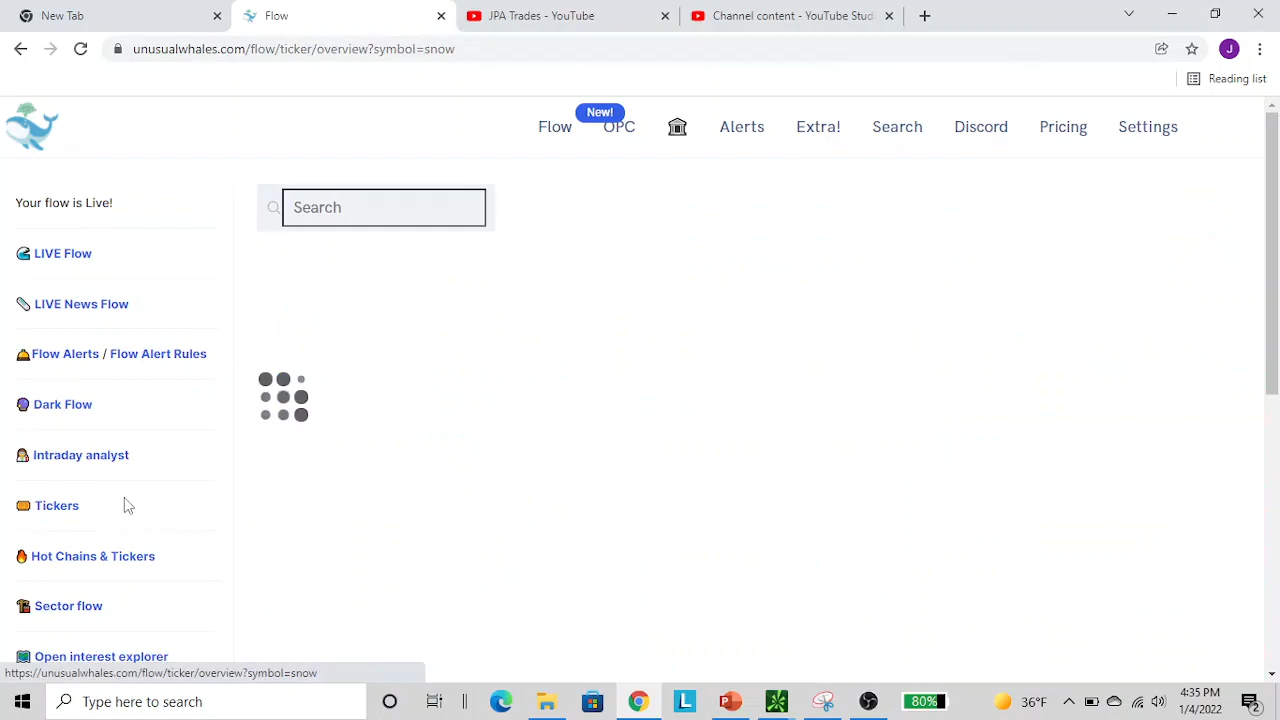 New Tab
Flow
JPA Trades - YouTube
Channel content - YouTube Stud
unusualwhales.com/flow/ticker/overview?symbol=snow
J
Reading list
New!
Flow
OPC
Alerts
Extra!
Search
Discord
Pricing
Settings
Your flow is Live!
Search
LIVE Flow
LIVE News Flow
Flow Alerts / Flow Alert Rules
Dark Flow
Intraday analyst
Tickers
Hot Chains & Tickers
Sector flow
Open interest explorer
https://unusualwhales.com/flow/ticker/overview?symbol=snow
Type here to search
L
P
80%
36°F
4:35 PM
1/4/2022
2